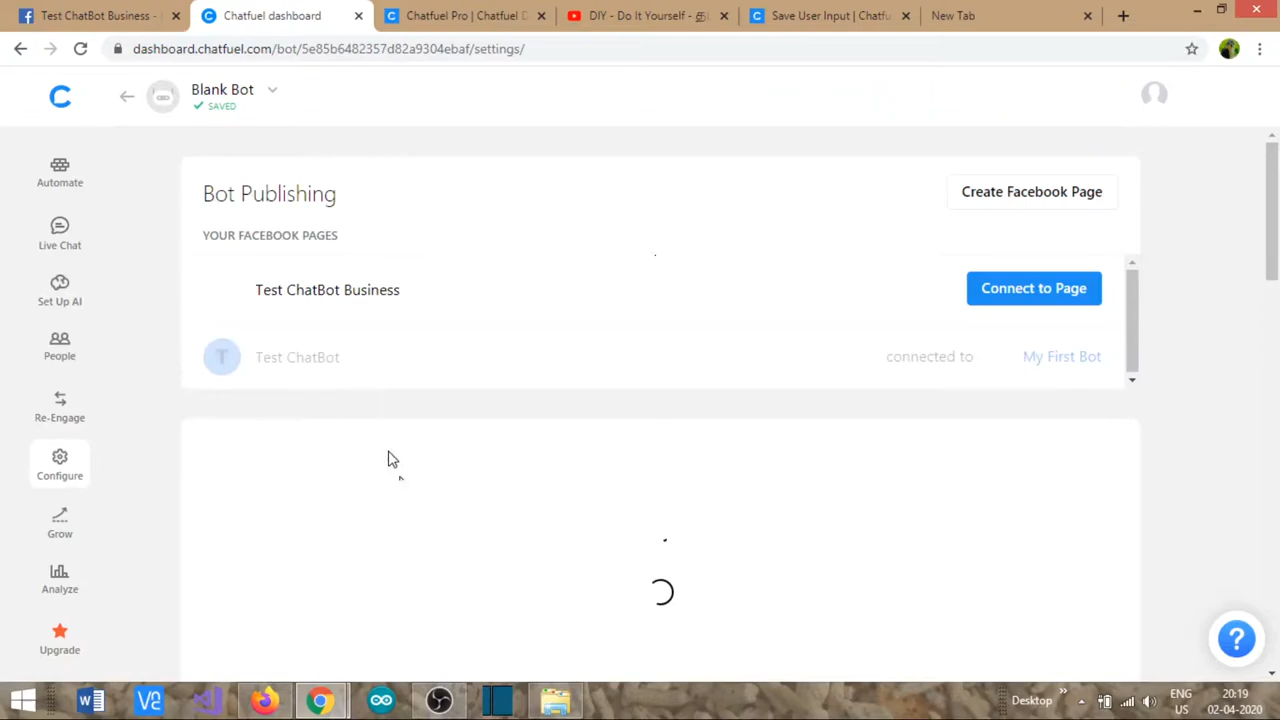 Test ChatBot Business -
Chatfuel dashboard
Chatfuel Pro | Chatfuel D
DIY - Do It Yourself -
Save User Input | Chatfu
New Tab
dashboard.chatfuel.com/bot/5e85b6482357d82a9304ebaf/settings/
Blank Bot
SAVED
Automate
Live Chat
Set Up AI
People
Re-Engage
Configure
Grow
Analyze
Upgrade
Bot Publishing
Create Facebook Page
YOUR FACEBOOK PAGES
Test ChatBot Business
Connect to Page
T
Test ChatBot
connected to
My First Bot
?
Desktop
ENG
US
20:19
02-04-2020